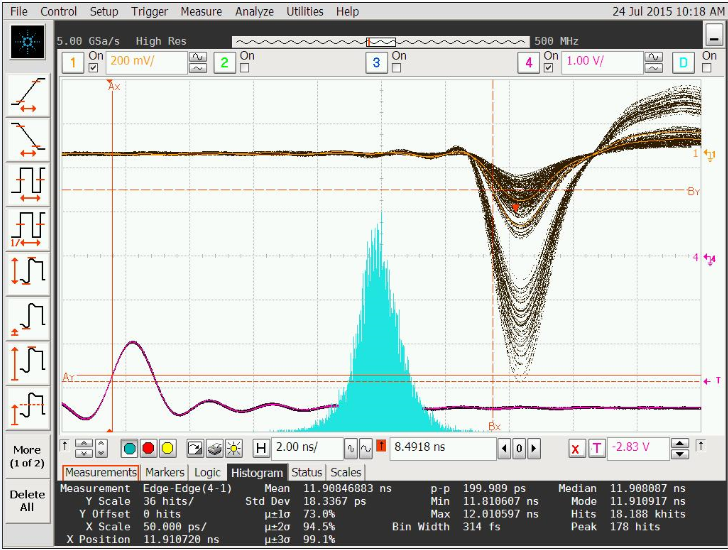 File Control Setup Trigger Measure Analyze Utilities Help 24 Jul 2015 10:18 AM
5.00 GSa/s High Res 500 MHz
1 On 200 mV/ 2 On 3 On 4 On 1.00 V/ D On
Ax
1
By
4
Ay
T
Bx
1/
More
(1 of 2)
Delete
All
H 2.00 ns/ 8.4918 ns 0 X T -2.83 V
Measurements Markers Logic Histogram Status Scales
Measurement Edge-Edge(4-1) Mean 11.90846883 ns p-p 199.989 ps Median 11.908087 ns
Y Scale 36 hits/ Std Dev 18.3367 ps Min 11.810607 ns Mode 11.910917 ns
Y Offset 0 hits μ±1σ 73.0% Max 12.010597 ns Hits 18.188 khits
X Scale 50.000 ps/ μ±2σ 94.5% Bin Width 314 fs Peak 178 hits
X Position 11.910720 ns μ±3σ 99.1%